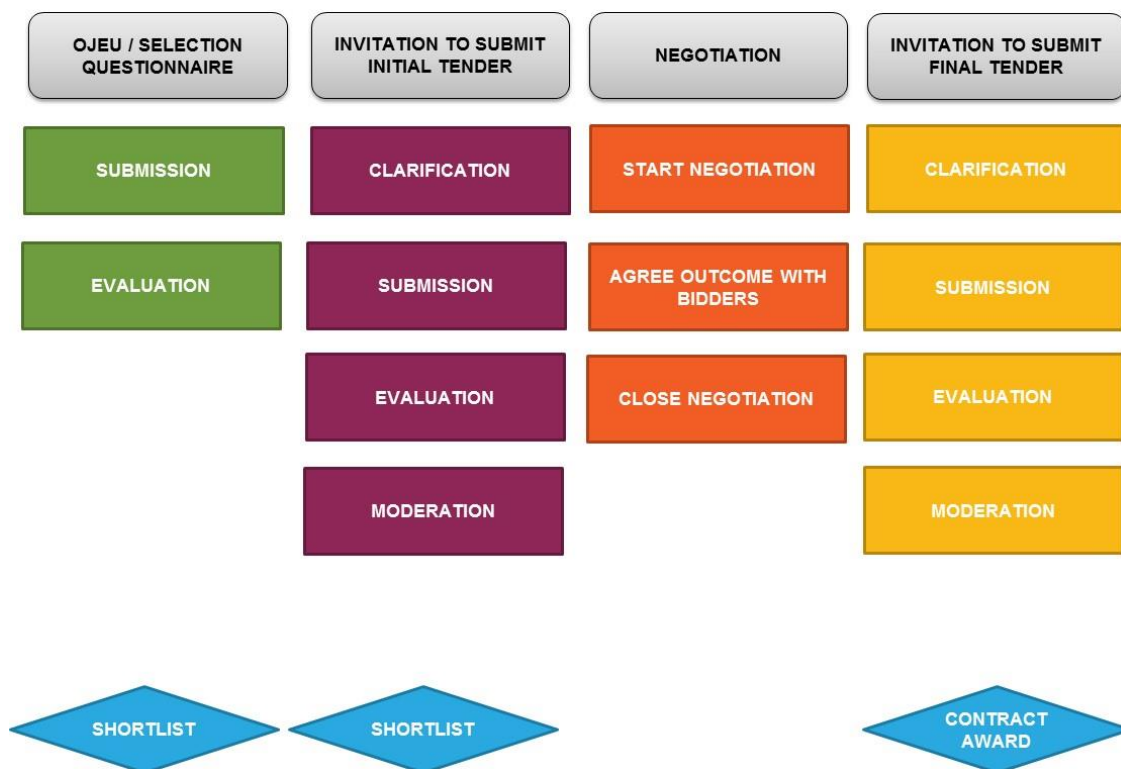 OJEU / SELECTION
QUESTIONNAIRE
INVITATION TO SUBMIT
INITIAL TENDER
NEGOTIATION
INVITATION TO SUBMIT
FINAL TENDER
SUBMISSION
CLARIFICATION
START NEGOTIATION
CLARIFICATION
EVALUATION
SUBMISSION
AGREE OUTCOME WITH
BIDDERS
SUBMISSION
EVALUATION
CLOSE NEGOTIATION
EVALUATION
MODERATION
MODERATION
SHORTLIST
SHORTLIST
CONTRACT
AWARD